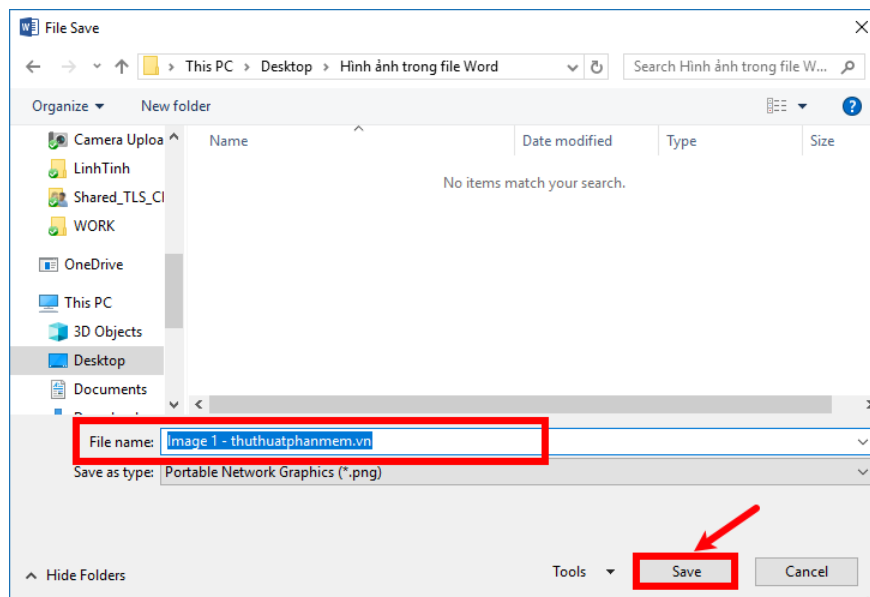 File Save
This PC > Desktop > Hình ảnh trong file Word
Search Hình ảnh trong file W...
Organize
New folder
Name
Date modified
Type
Size
No items match your search.
Camera Uploa
LinhTinh
Shared_TLS_Cl
WORK
OneDrive
This PC
3D Objects
Desktop
Documents
File name: Image 1 - thuthuatphanmem.vn
Save as type: Portable Network Graphics (*.png)
Hide Folders
Tools
Save
Cancel